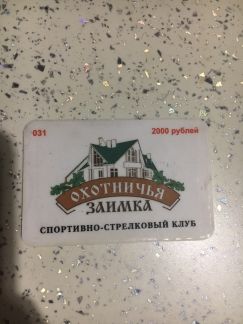 031 2000 рублей
ОХОТНИЧЬЯ
ЗАИМКА
СПОРТИВНО-СТРЕЛКОВЫЙ КЛУБ